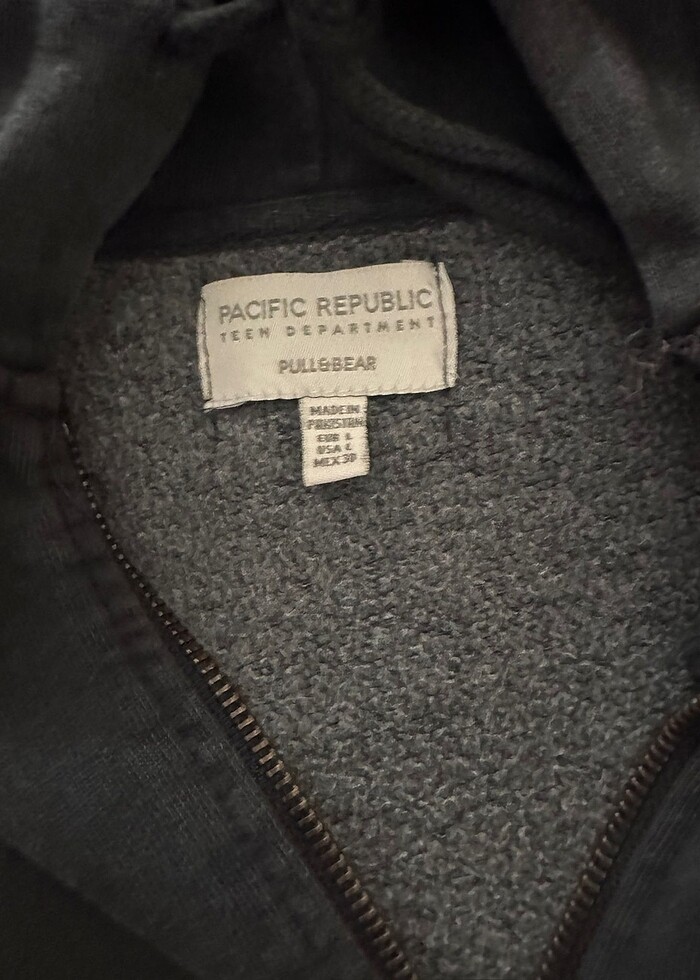 PACIFIC REPUBLIC
TEEN DEPARTMENT
PULL&BEAR
MADE IN
PAKISTAN
EUR L
USA L
MEX 30